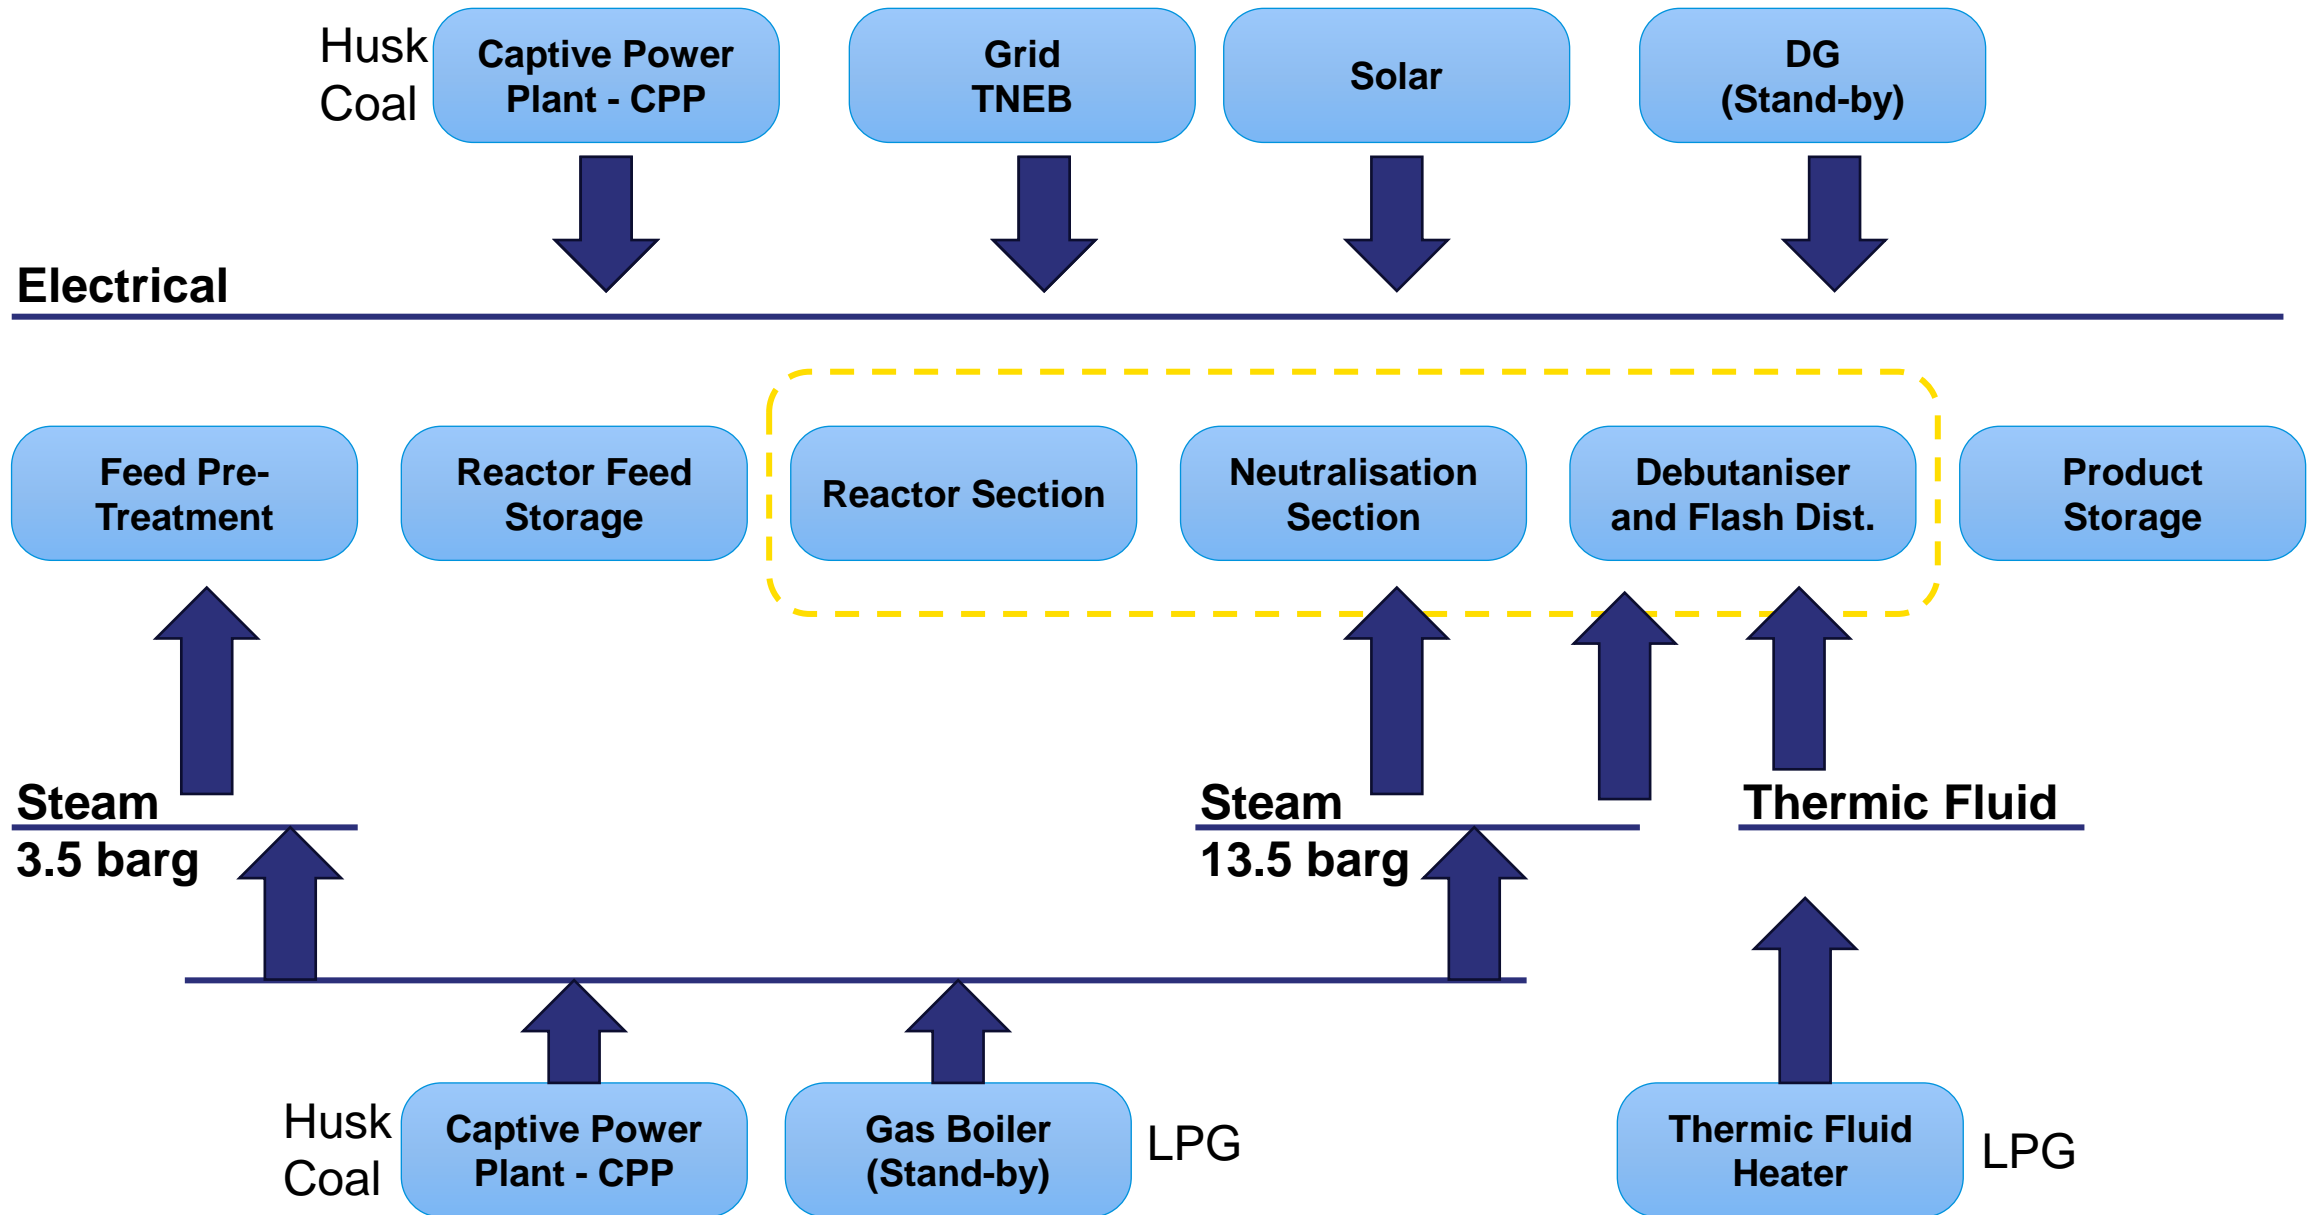 Husk
Coal
Captive Power
Plant - CPP
Grid
TNEB
Solar
DG
(Stand-by)
Electrical
Feed Pre-
Treatment
Reactor Feed
Storage
Reactor Section
Neutralisation
Section
Debutaniser
and Flash Dist.
Product
Storage
Steam
3.5 barg
Steam
13.5 barg
Thermic Fluid
Husk
Coal
Captive Power
Plant - CPP
Gas Boiler
(Stand-by)
LPG
Thermic Fluid
Heater
LPG